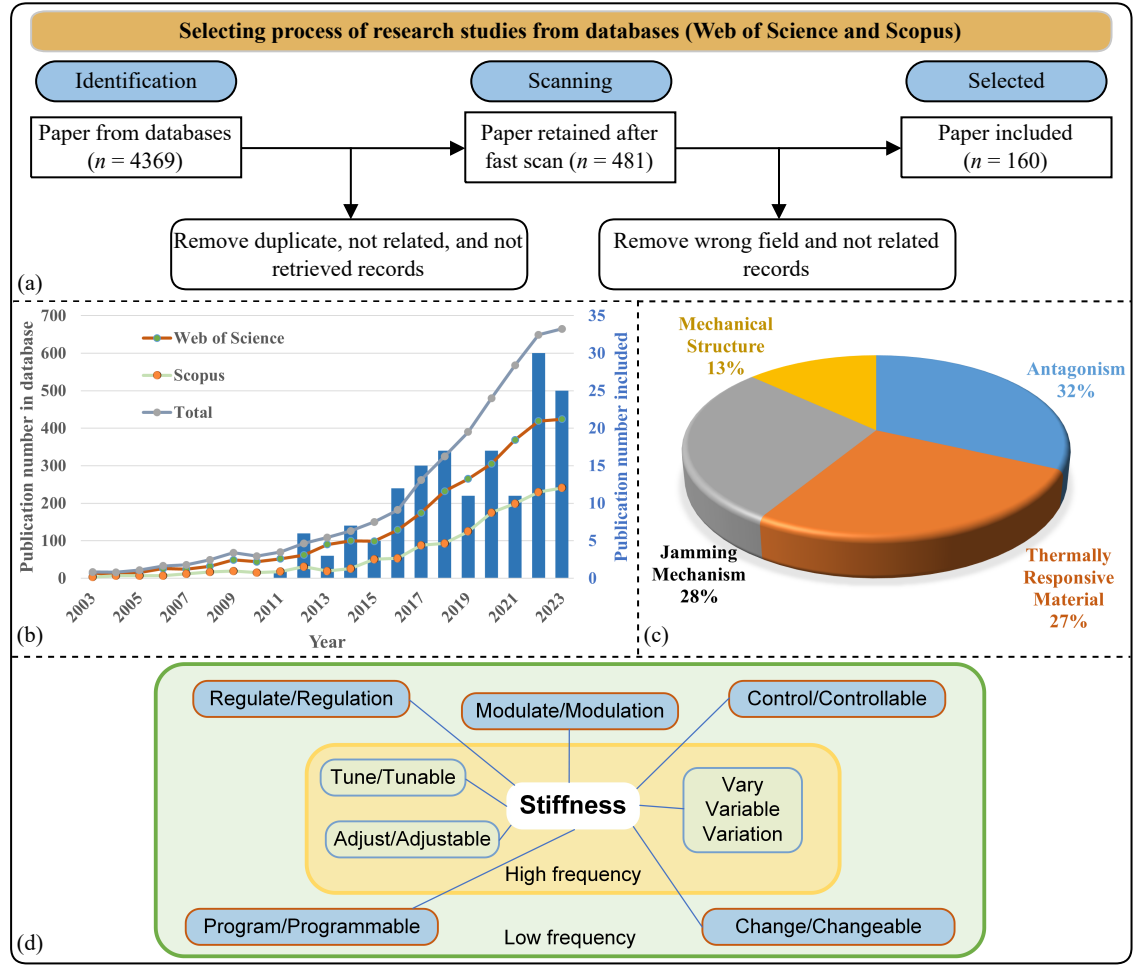 Selecting process of research studies from databases (Web of Science and Scopus)
Identification
Scanning
Selected
Paper from databases
(n = 4369)
Paper retained after
fast scan (n = 481)
Paper included
(n = 160)
Remove duplicate, not related, and not
retrieved records
Remove wrong field and not related
records
(a)
Publication number in database
700
600
500
400
300
200
100
0
Web of Science
Scopus
Total
35
30
25
20
15
10
5
0
Publication number included
2003
2005
2007
2009
2011
2013
2015
2017
2019
2021
2023
Year
(b)
Mechanical
Structure
13%
Antagonism
32%
Jamming
Mechanism
28%
Thermally
Responsive
Material
27%
(c)
Regulate/Regulation
Modulate/Modulation
Control/Controllable
Tune/Tunable
Adjust/Adjustable
Stiffness
Vary
Variable
Variation
High frequency
Program/Programmable
Change/Changeable
Low frequency
(d)